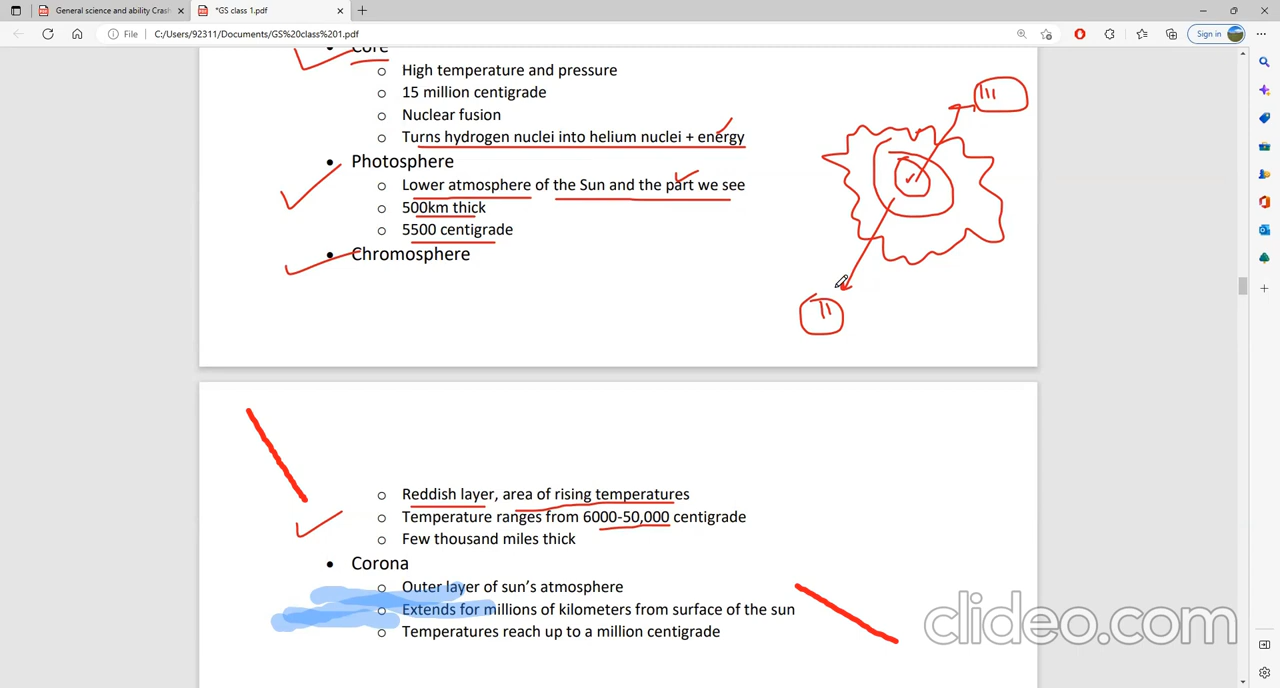 General science and ability Crash
*GS class 1.pdf
File
C:/Users/92311/Documents/GS%20class%201.pdf
Sign in
Core
High temperature and pressure
15 million centigrade
Nuclear fusion
Turns hydrogen nuclei into helium nuclei + energy
Photosphere
Lower atmosphere of the Sun and the part we see
500km thick
5500 centigrade
Chromosphere
111
11
Reddish layer, area of rising temperatures
Temperature ranges from 6000-50,000 centigrade
Few thousand miles thick
Corona
Outer layer of sun's atmosphere
Extends for millions of kilometers from surface of the sun
Temperatures reach up to a million centigrade
clideo.com